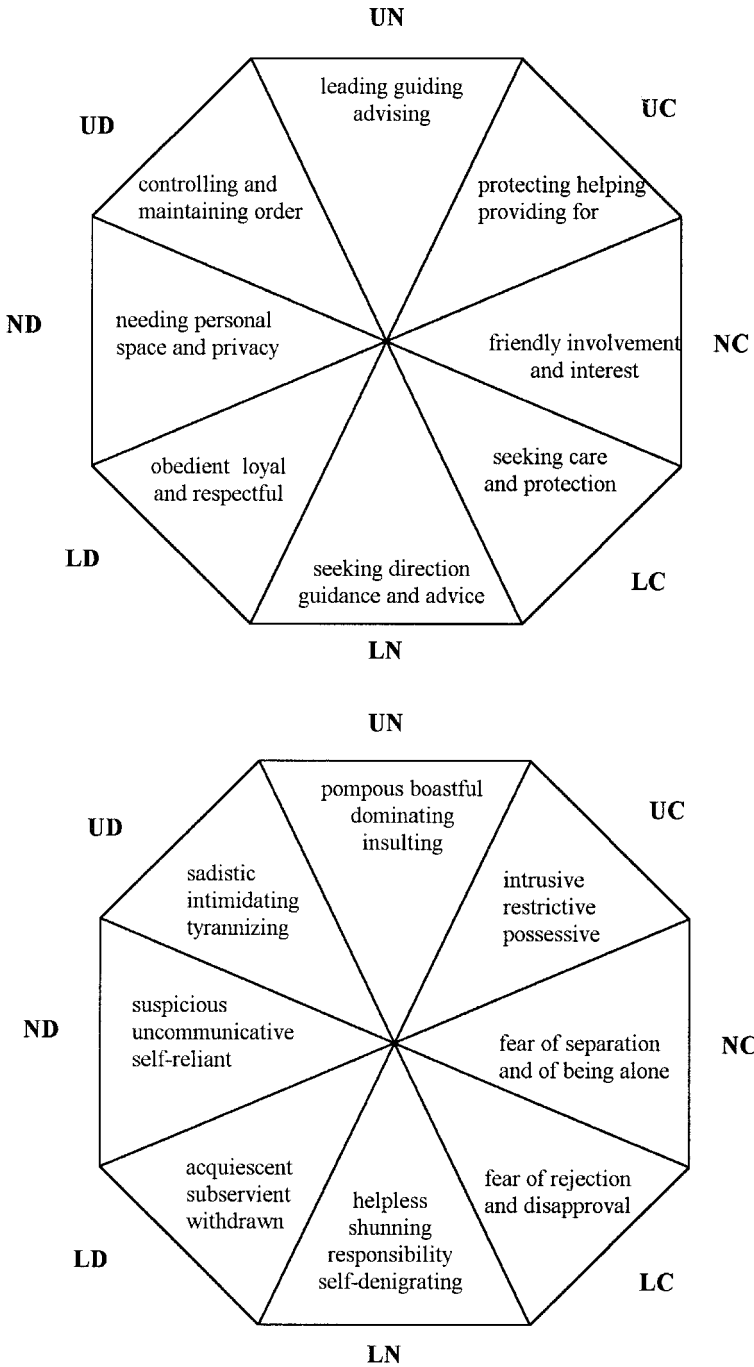 UN
leading guiding
advising
UD
UC
controlling and
maintaining order
protecting helping
providing for
ND
needing personal
space and privacy
friendly involvement
and interest
NC
obedient loyal
and respectful
seeking care
and protection
LD
seeking direction
guidance and advice
LC
LN
UN
pompous boastful
dominating
insulting
UD
UC
sadistic
intimidating
tyrannizing
intrusive
restrictive
possessive
ND
suspicious
uncommunicative
self-reliant
fear of separation
and of being alone
NC
acquiescent
subservient
withdrawn
helpless
shunning
responsibility
self-denigrating
fear of rejection
and disapproval
LD
LC
LN